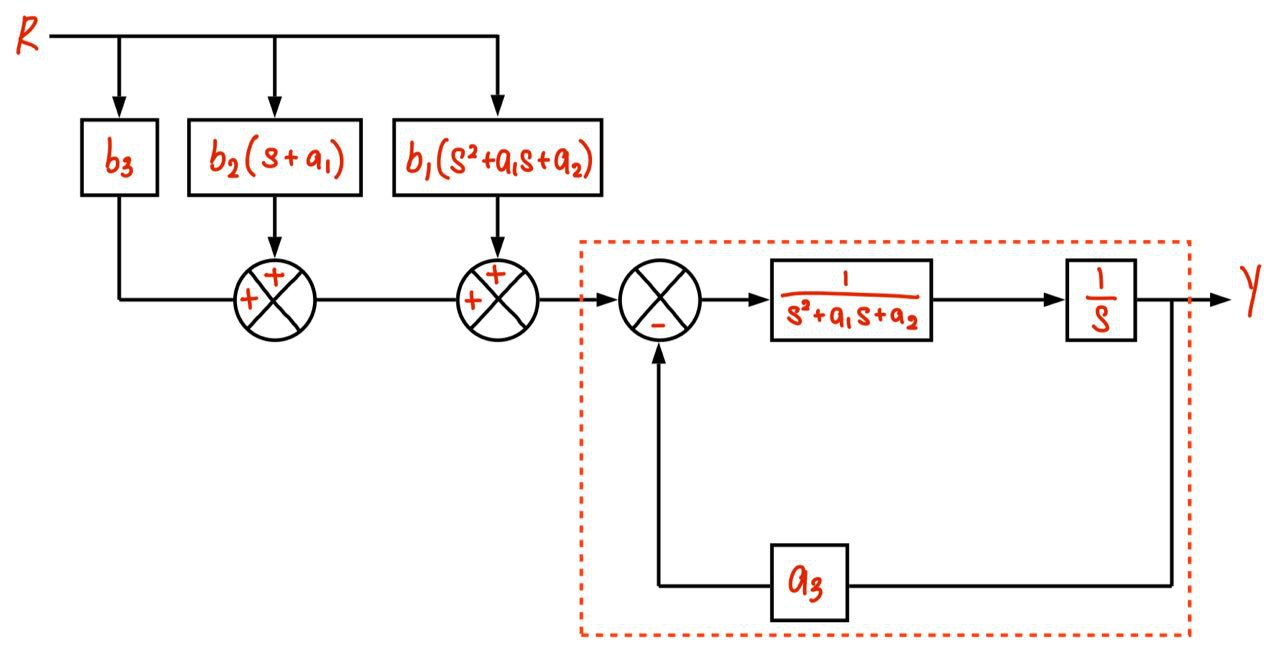 R
b₃
b₂(s+a₁)
b₁(s²+a₁s+a₂)
+
+
+
+
-
1
s²+a₁s+a₂
1
s
Y
a₃